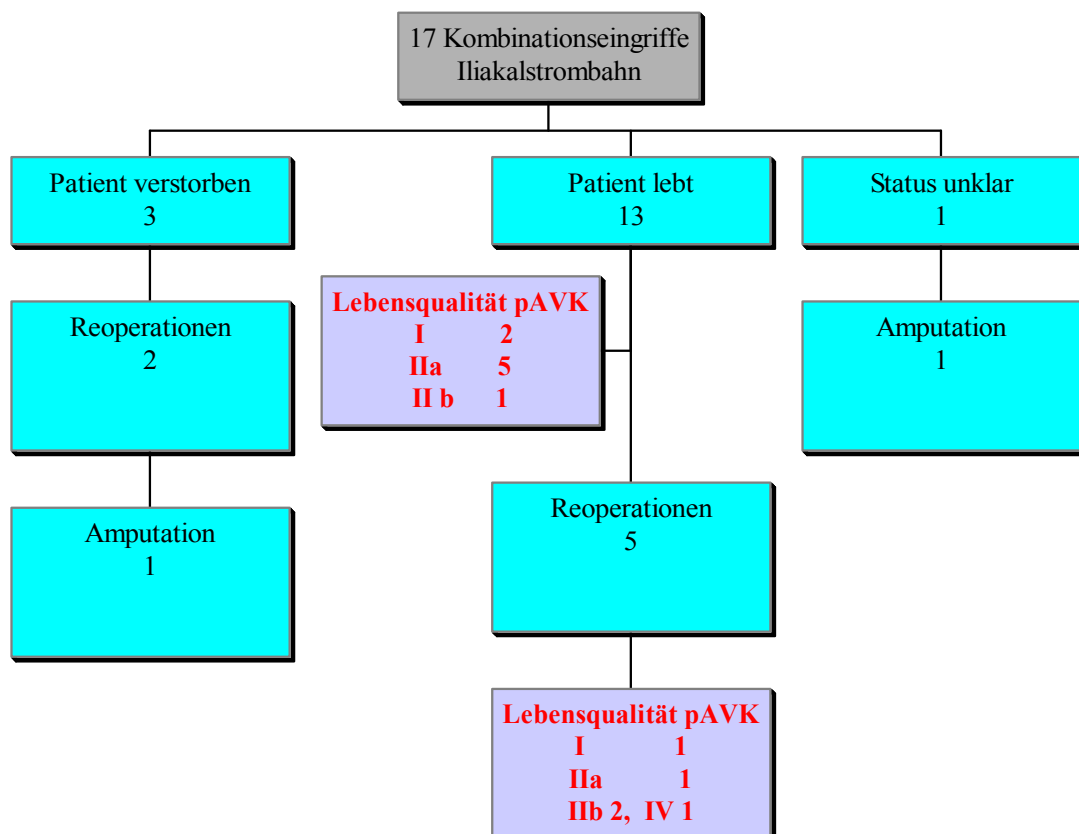 17 Kombinationseingriffe
Iliakalstrombahn
Patient verstorben
3
Patient lebt
13
Status unklar
1
Reoperationen
2
Lebensqualität pAVK
I 2
IIa 5
II b 1
Amputation
1
Amputation
1
Reoperationen
5
Lebensqualität pAVK
I 1
IIa 1
IIb 2, IV 1